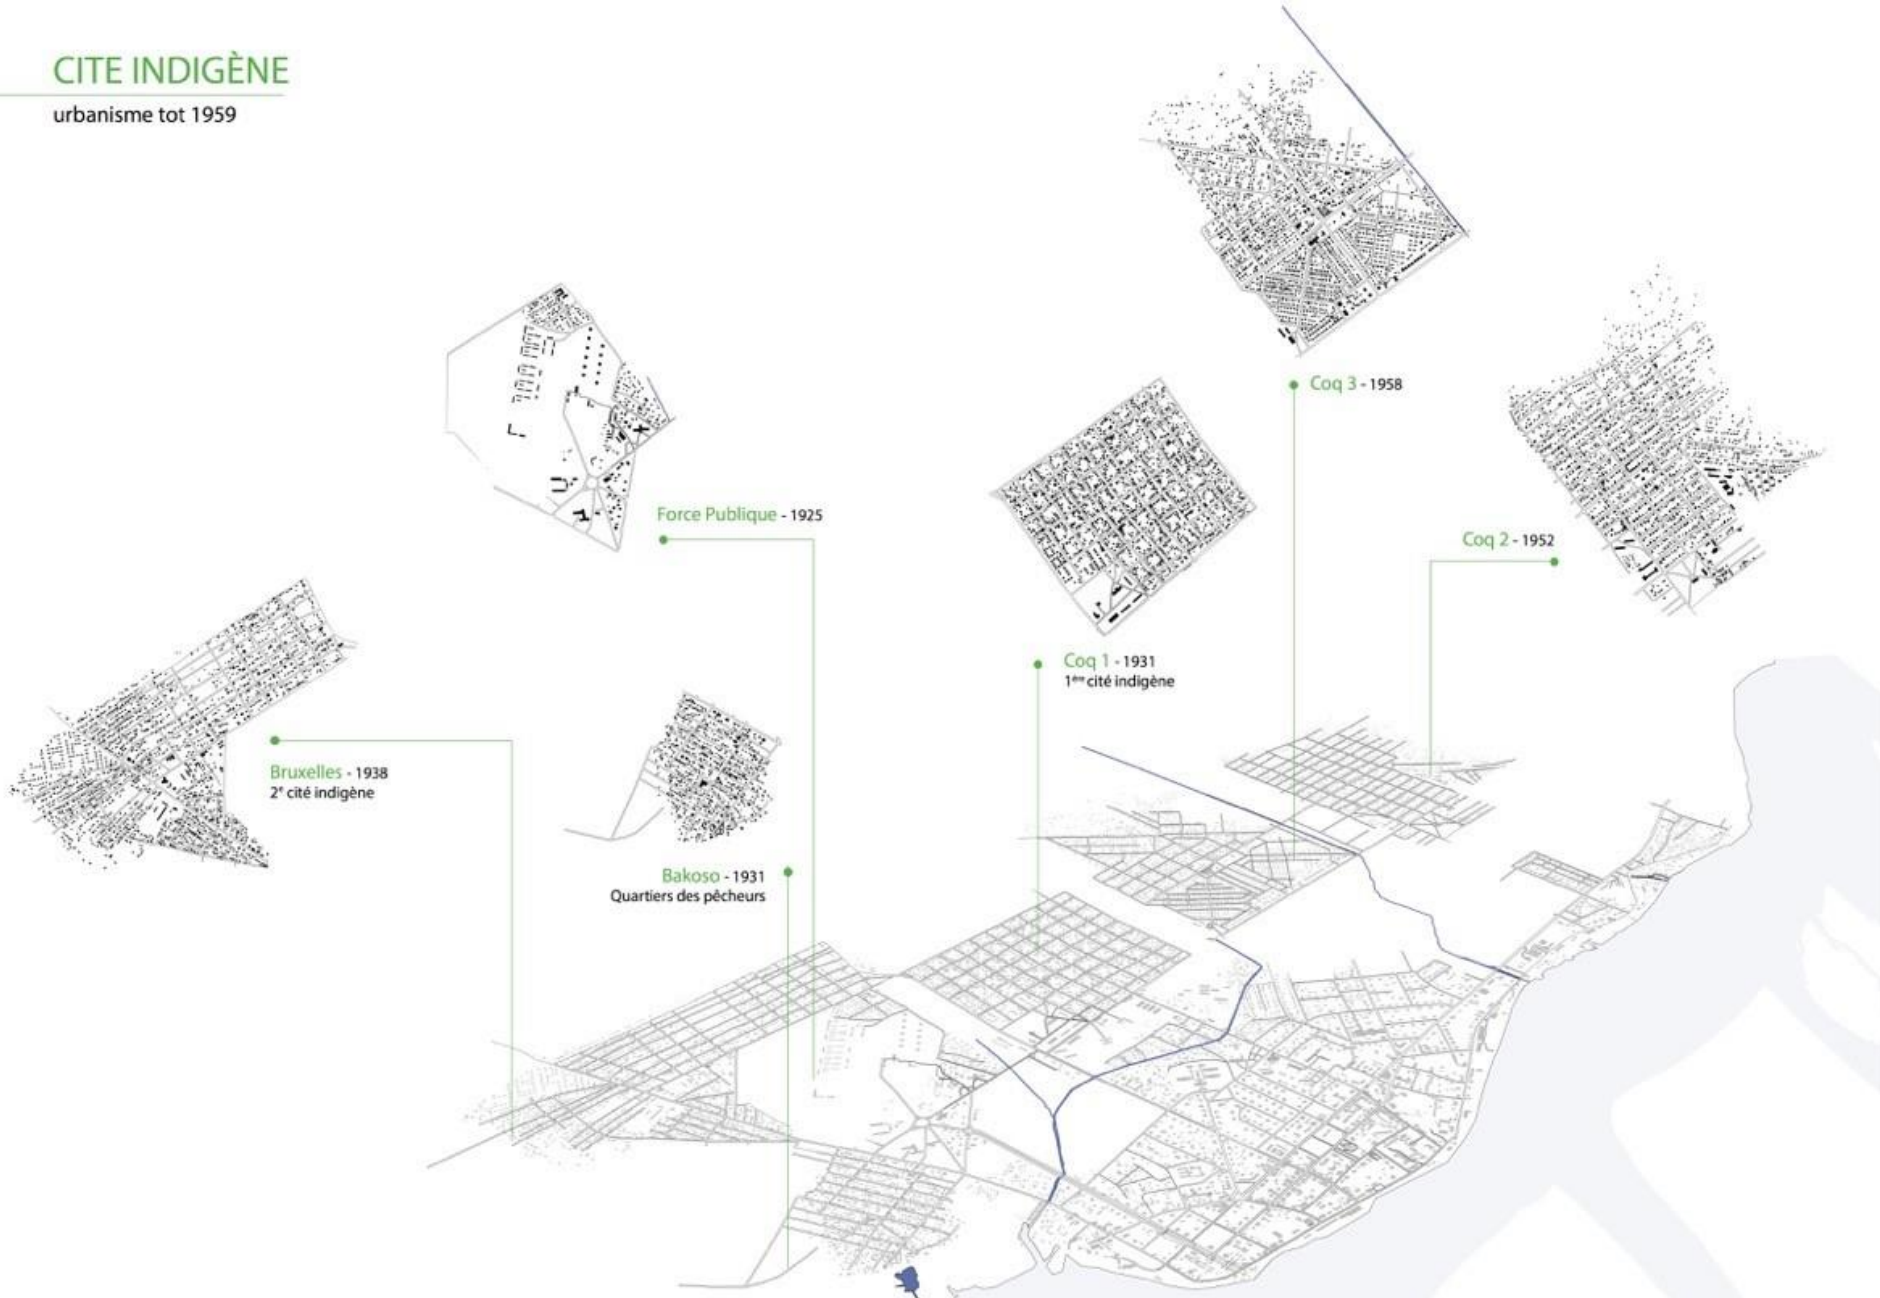 CITE INDIGÈNE
urbanisme tot 1959
Coq 3 - 1958
Force Publique - 1925
Coq 2 - 1952
Coq 1 - 1931
1ère cité indigène
Bruxelles - 1938
2e cité indigène
Bakoso - 1931
Quartiers des pêcheurs